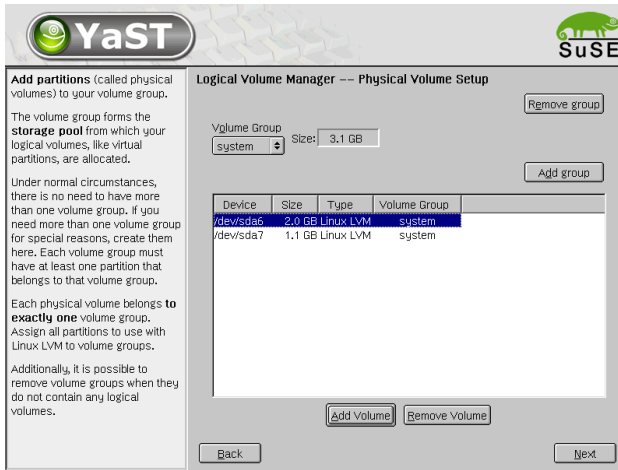 YaST
SuSE
Add partitions (called physical
volumes) to your volume group.
The volume group forms the
storage pool from which your
logical volumes, like virtual
partitions, are allocated.
Under normal circumstances,
there is no need to have more
than one volume group. If you
need more than one volume group
for special reasons, create them
here. Each volume group must
have at least one partition that
belongs to that volume group.
Each physical volume belongs to
exactly one volume group.
Assign all partitions to use with
Linux LVM to volume groups.
Additionally, it is possible to
remove volume groups when they
do not contain any logical
volumes.
Logical Volume Manager -- Physical Volume Setup
Remove group
Volume Group
system Size: 3.1 GB
Add group
Device Size Type Volume Group
/dev/sda6 2.0 GB Linux LVM system
/dev/sda7 1.1 GB Linux LVM system
Add Volume Remove Volume
Back Next